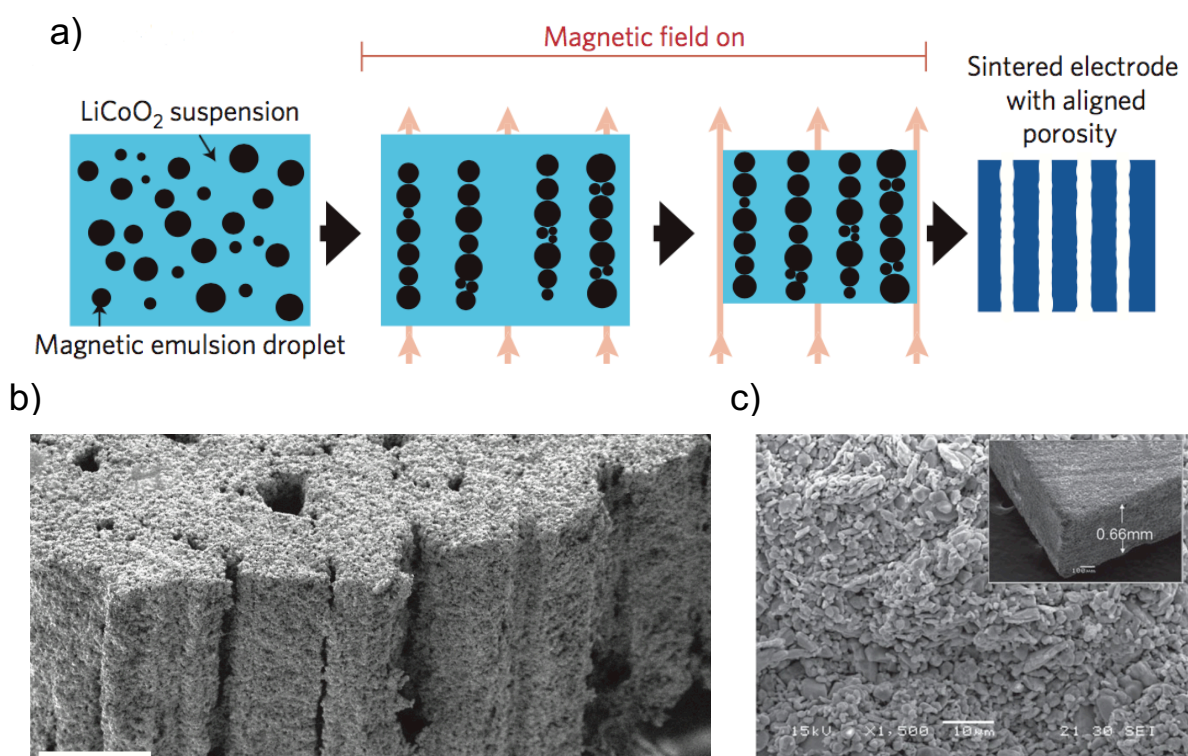 a)
Magnetic field on
LiCoO₂ suspension
Magnetic emulsion droplet
Sintered electrode
with aligned
porosity
b)
c)
0.66mm
100mm
15kV
X1,500
10µm
21 30 SEI